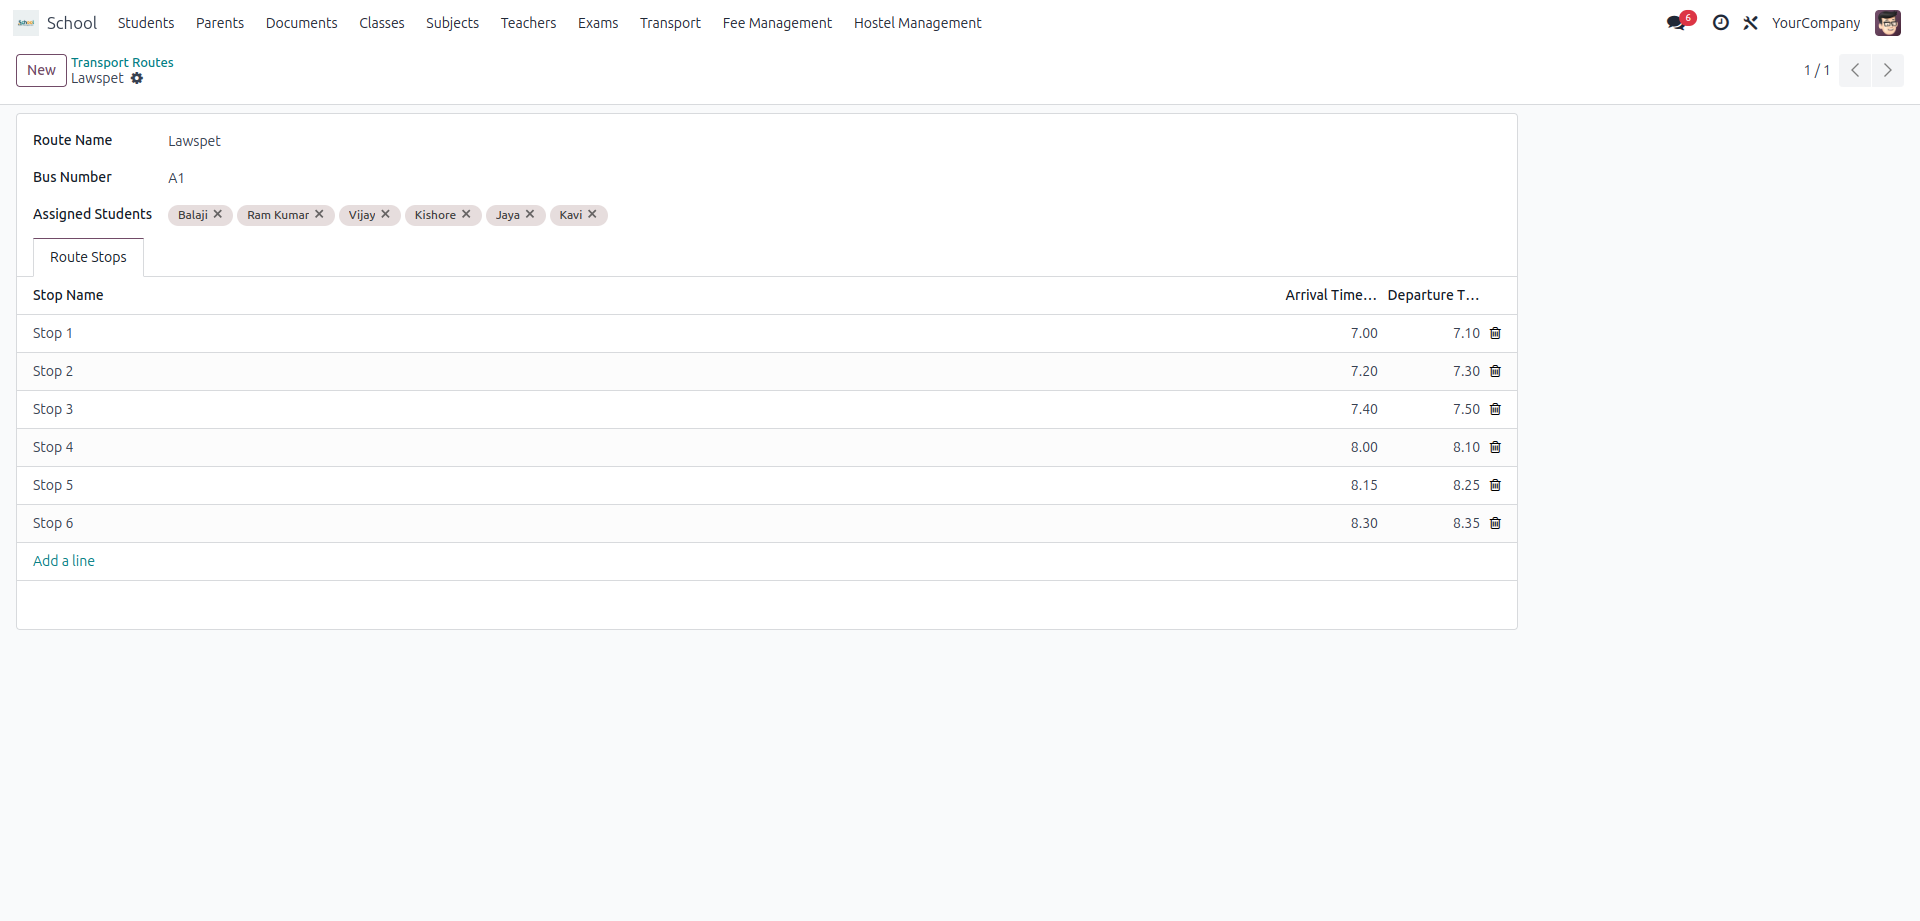 School Students Parents Documents Classes Subjects Teachers Exams Transport Fee Management Hostel Management 6 YourCompany
New Transport Routes
Lawspet 1 / 1
Route Name Lawspet
Bus Number A1
Assigned Students Balaji Ram Kumar Vijay Kishore Jaya Kavi
Route Stops
Stop Name Arrival Time... Departure T...
Stop 1 7.00 7.10
Stop 2 7.20 7.30
Stop 3 7.40 7.50
Stop 4 8.00 8.10
Stop 5 8.15 8.25
Stop 6 8.30 8.35
Add a line